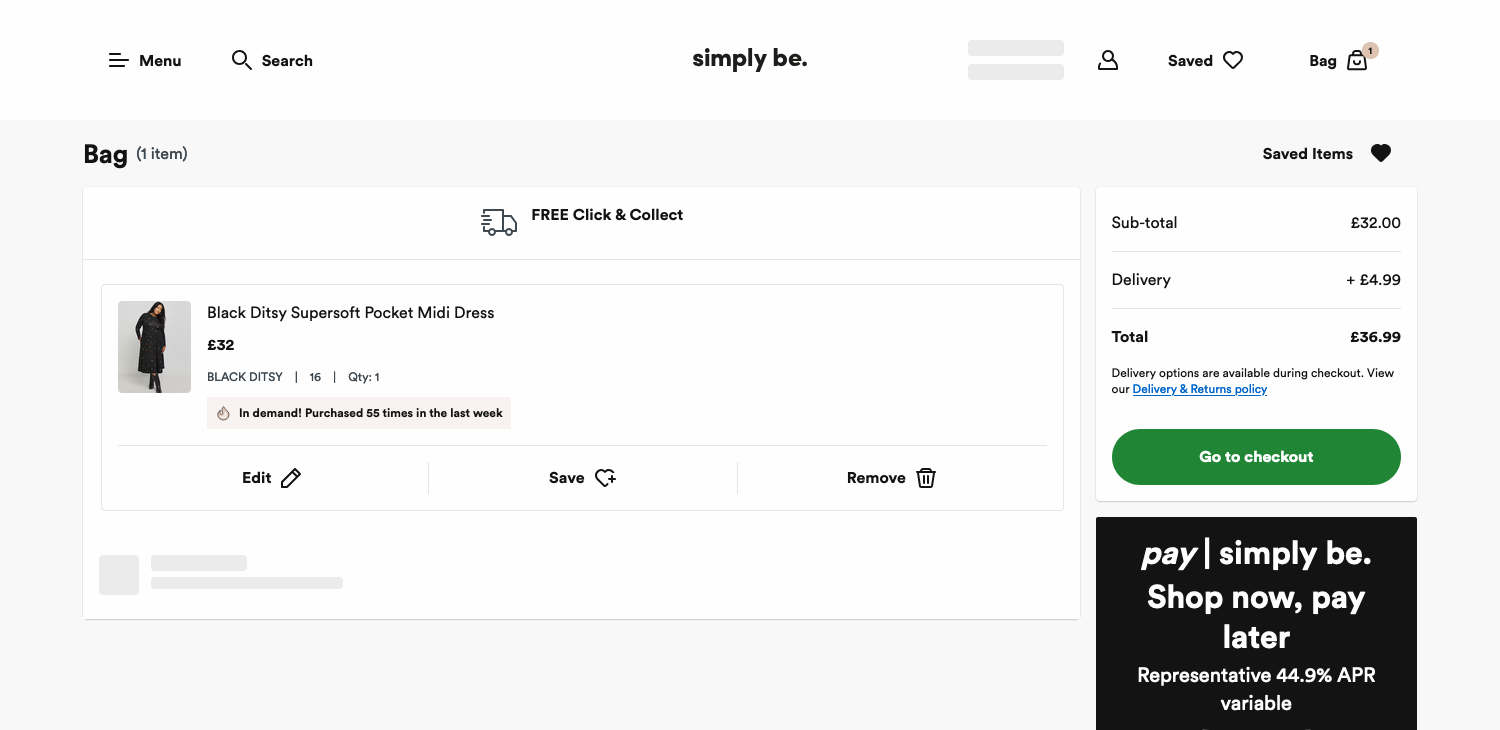 Menu
Search
simply be.
Saved
Bag
1
Bag (1 item)
Saved Items
FREE Click & Collect
Black Ditsy Supersoft Pocket Midi Dress
£32
BLACK DITSY | 16 | Qty: 1
In demand! Purchased 55 times in the last week
Edit
Save
Remove
Sub-total £32.00
Delivery + £4.99
Total £36.99
Delivery options are available during checkout. View
our Delivery & Returns policy
Go to checkout
pay | simply be.
Shop now, pay
later
Representative 44.9% APR
variable